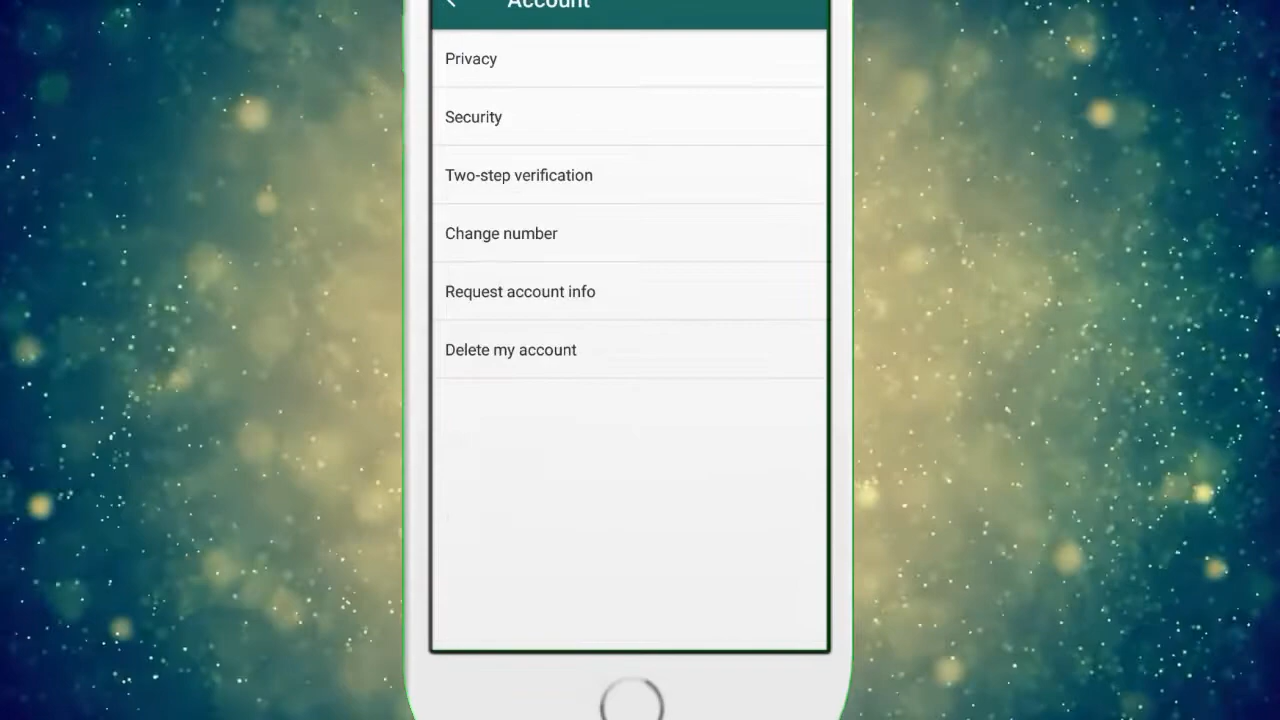 Account
Privacy
Security
Two-step verification
Change number
Request account info
Delete my account